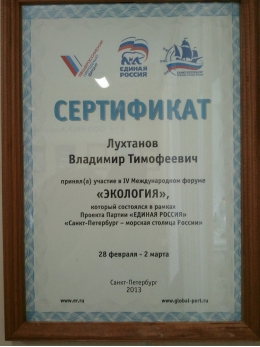 ЕДИНАЯ
РОССИЯ
СЕРТИФИКАТ
Лухтанов
Владимир Тимофеевич
принял(а) участие в IV Международном форуме
«ЭКОЛОГИЯ»,
который состоялся в рамках
Проекта Партии «ЕДИНАЯ РОССИЯ»
«Санкт-Петербург – морская столица России»
28 февраля - 2 марта
Санкт-Петербург
2013
www.er.ru www.global-port.ru